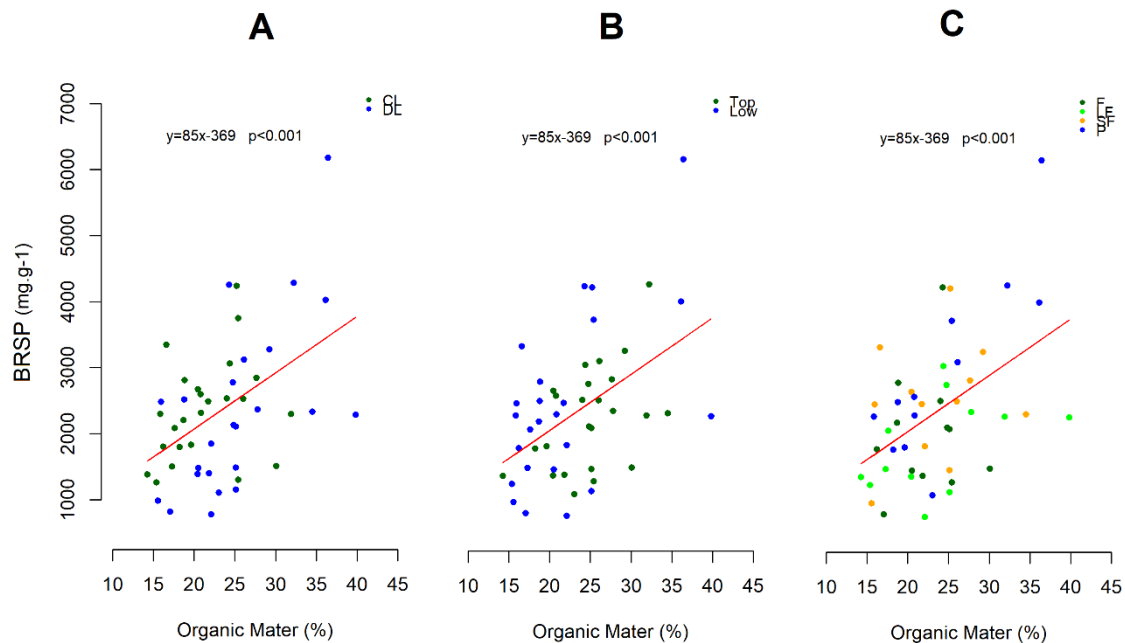 A
B
C
CL
DL
Top
Low
F
LF
SF
P
y=85x-369 p<0.001
y=85x-369 p<0.001
y=85x-369 p<0.001
BRSP (mg.g-1)
7000
6000
5000
4000
3000
2000
1000
10 15 20 25 30 35 40 45
10 15 20 25 30 35 40 45
10 15 20 25 30 35 40 45
Organic Mater (%)
Organic Mater (%)
Organic Mater (%)